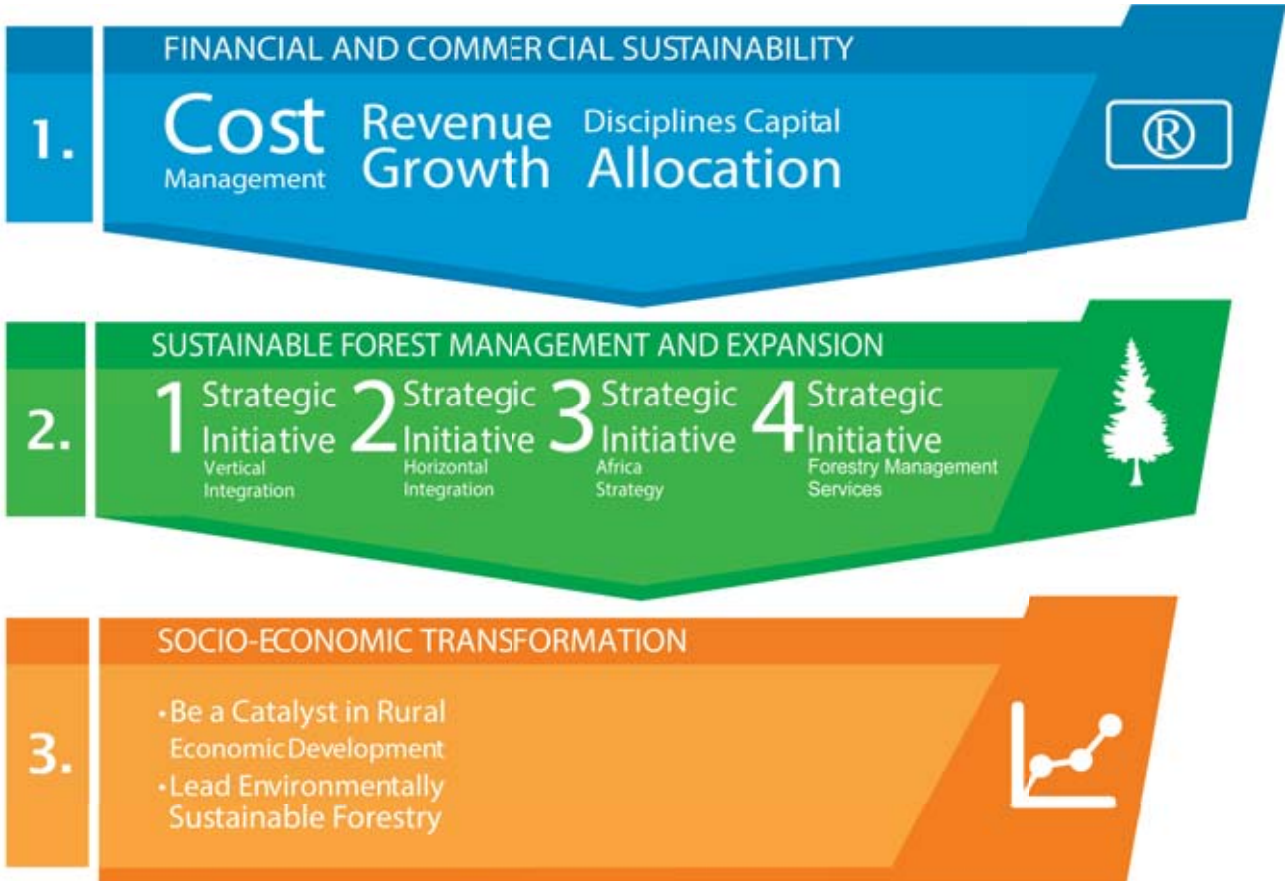 FINANCIAL AND COMMERCIAL SUSTAINABILITY
1.
Cost
Management
Revenue
Growth
Disciplines Capital
Allocation
®
SUSTAINABLE FOREST MANAGEMENT AND EXPANSION
2.
1 Strategic
Initiative
Vertical
Integration
2 Strategic
Initiative
Horizontal
Integration
3 Strategic
Initiative
Africa
Strategy
4 Strategic
Initiative
Forestry Management
Services
SOCIO-ECONOMIC TRANSFORMATION
3.
•Be a Catalyst in Rural
Economic Development
•Lead Environmentally
Sustainable Forestry